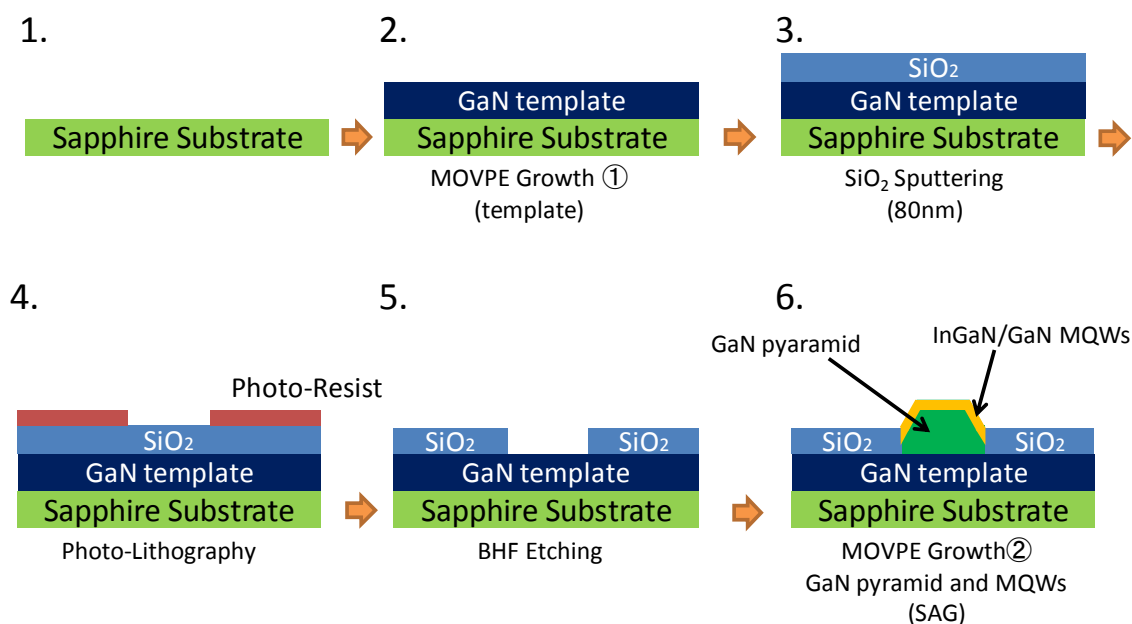 1.
Sapphire Substrate
2.
GaN template
Sapphire Substrate
MOVPE Growth ①
(template)
3.
SiO₂
GaN template
Sapphire Substrate
SiO₂ Sputtering
(80nm)
4.
Photo-Resist
SiO₂
GaN template
Sapphire Substrate
Photo-Lithography
5.
SiO₂ SiO₂
GaN template
Sapphire Substrate
BHF Etching
6.
InGaN/GaN MQWs
GaN pyaramid
SiO₂ SiO₂
GaN template
Sapphire Substrate
MOVPE Growth②
GaN pyramid and MQWs
(SAG)